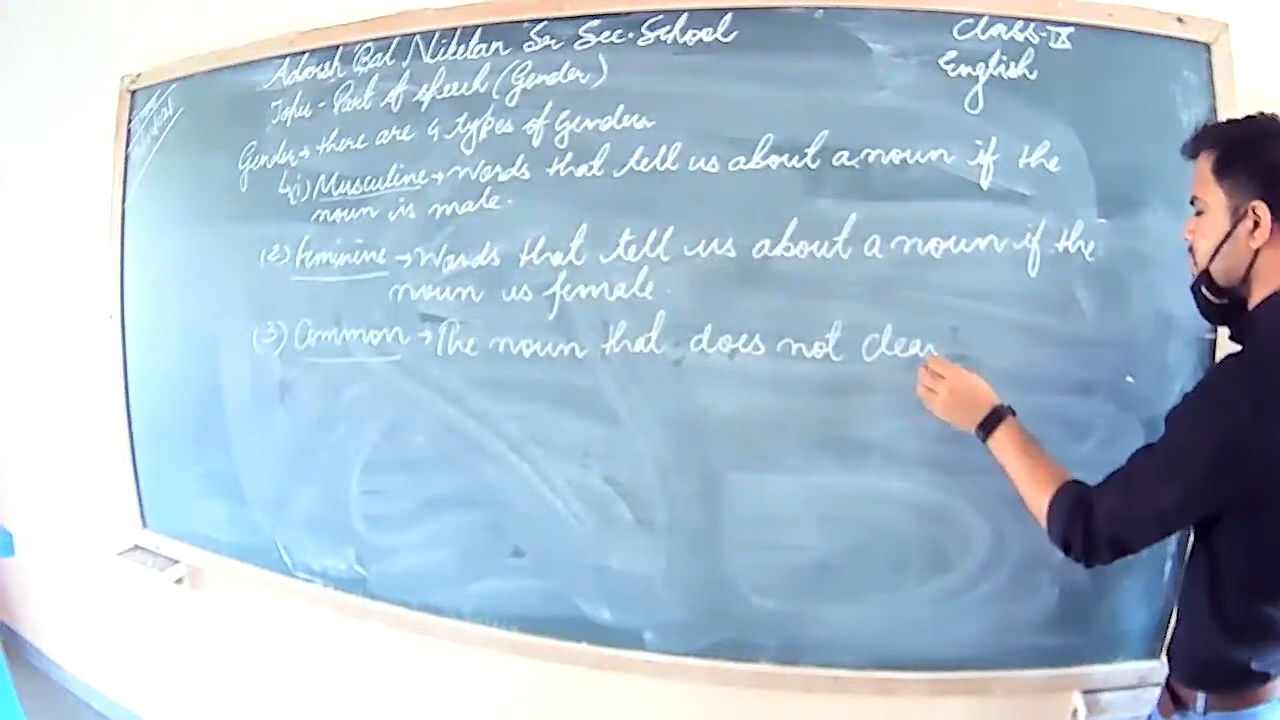 Adarsh Bal Niketan Sr Sec. School
Class-IX
English
Topic - Part of speech (Gender)
Gender → there are 4 types of Genders
(1) Musculine → Words that tell us about a noun if the
noun is male.
(2) Feminine → Words that tell us about a noun if the
noun is female.
(3) Common → The noun that does not clear